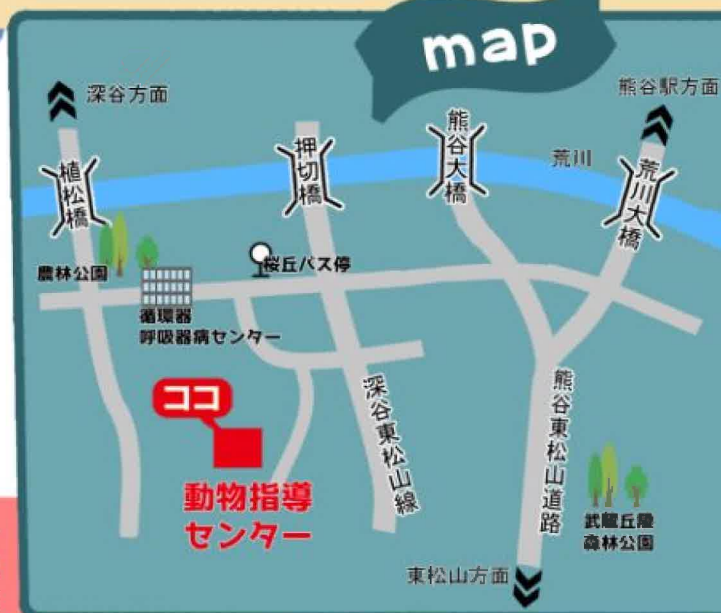 map
深谷方面
熊谷駅方面
植松橋
押切橋
熊谷大橋
荒川
荒川大橋
農林公園
桜丘バス停
循環器
呼吸器病センター
ココ
動物指導
センター
深谷東松山線
熊谷東松山道路
武蔵丘陵
森林公園
東松山方面